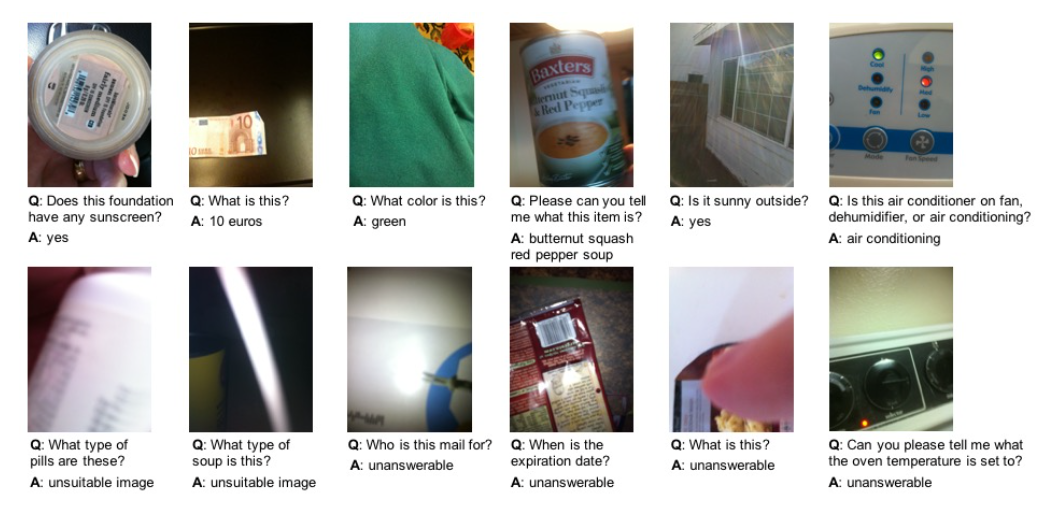 Baxters
VEGETARIAN
Butternut Squash
& Red Pepper
10
10
Cool
High
Dehumidify
Med
Fan
Low
Mode
Fan Speed
Q: Does this foundation
have any sunscreen?
A: yes
Q: What is this?
A: 10 euros
Q: What color is this?
A: green
Q: Please can you tell
me what this item is?
A: butternut squash
red pepper soup
Q: Is it sunny outside?
A: yes
Q: Is this air conditioner on fan,
dehumidifier, or air conditioning?
A: air conditioning
Q: What type of
pills are these?
A: unsuitable image
Q: What type of
soup is this?
A: unsuitable image
Q: Who is this mail for?
A: unanswerable
Q: When is the
expiration date?
A: unanswerable
Q: What is this?
A: unanswerable
Q: Can you please tell me what
the oven temperature is set to?
A: unanswerable